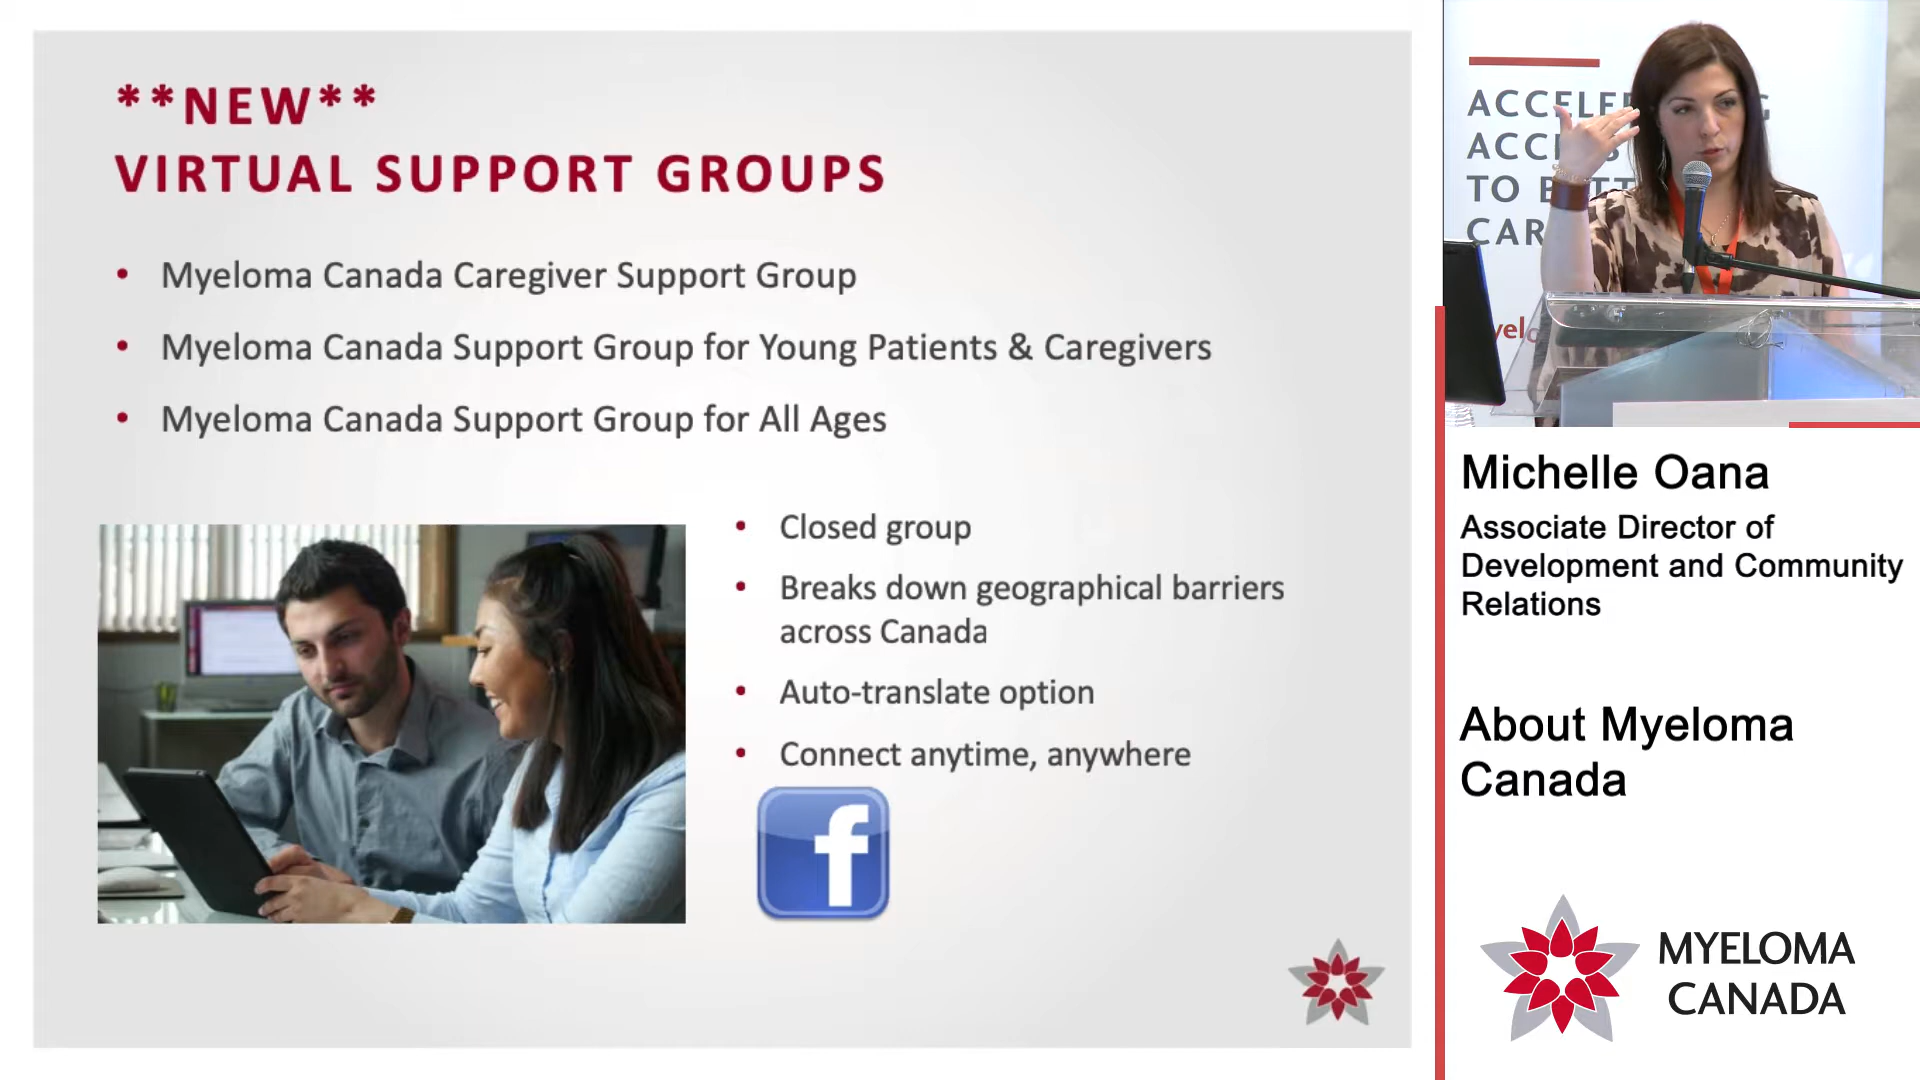 **NEW**
VIRTUAL SUPPORT GROUPS
• Myeloma Canada Caregiver Support Group
• Myeloma Canada Support Group for Young Patients & Caregivers
• Myeloma Canada Support Group for All Ages
• Closed group
• Breaks down geographical barriers
across Canada
• Auto-translate option
• Connect anytime, anywhere
f
TO
Michelle Oana
Associate Director of
Development and Community
Relations
About Myeloma
Canada
MYELOMA
CANADA